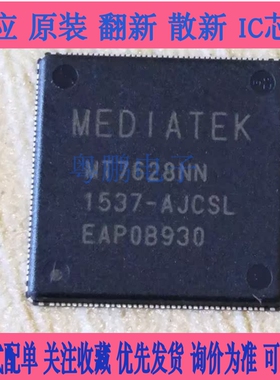 应 原装 翻新 散新 IC芯
MEDIATEK
MT7628NN
1537-AJCSL
EAP08930
式配单 关注收藏 优先发货 询价为准 可